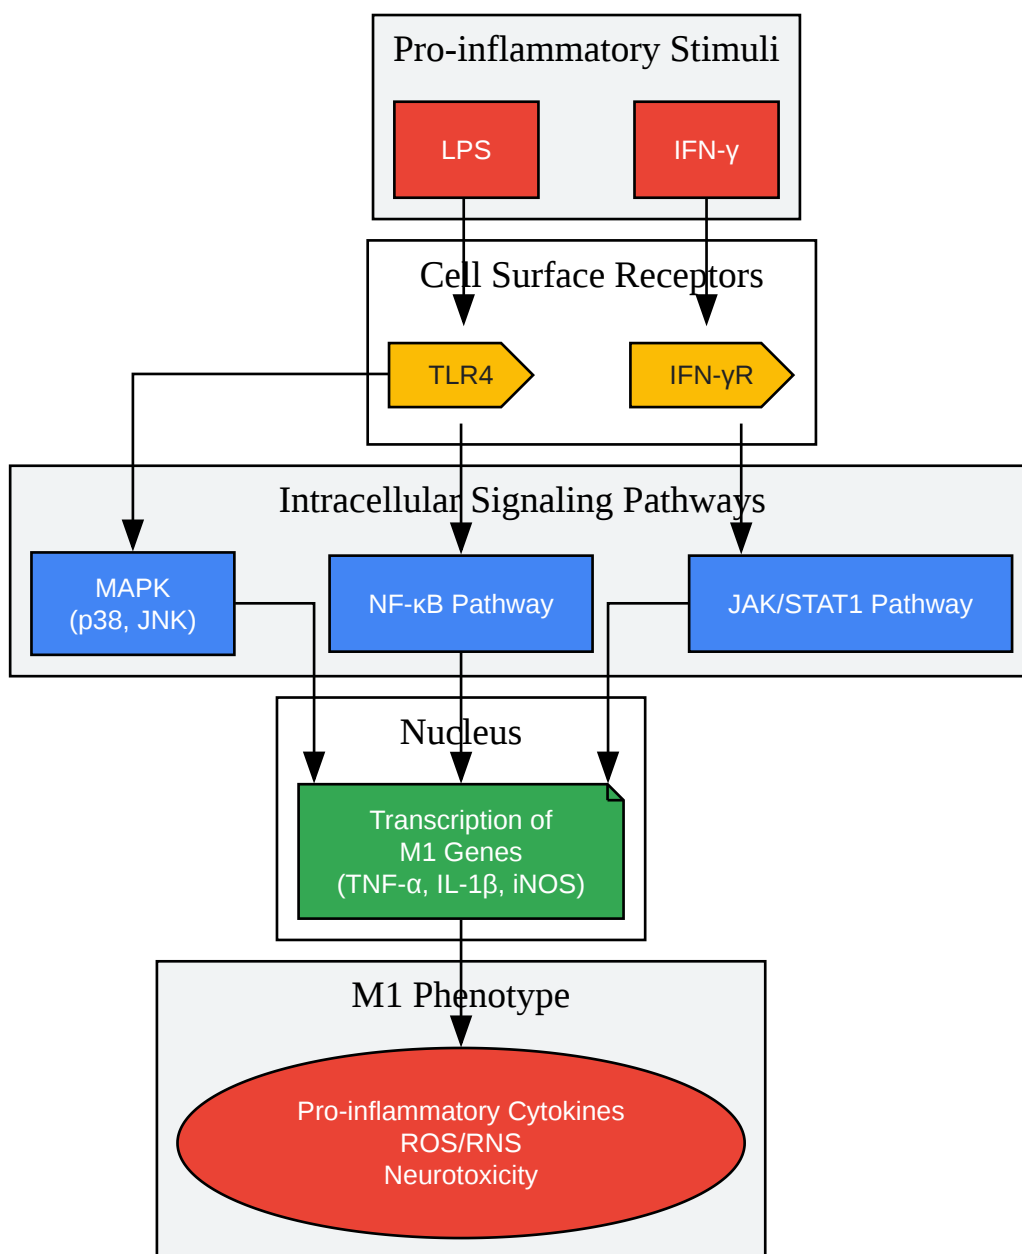 Pro-inflammatory Stimuli
LPS
IFN-γ
Cell Surface Receptors
TLR4
IFN-γR
Intracellular Signaling Pathways
MAPK
(p38, JNK)
NF-κB Pathway
JAK/STAT1 Pathway
Nucleus
Transcription of
M1 Genes
(TNF-α, IL-1β, iNOS)
M1 Phenotype
Pro-inflammatory Cytokines
ROS/RNS
Neurotoxicity